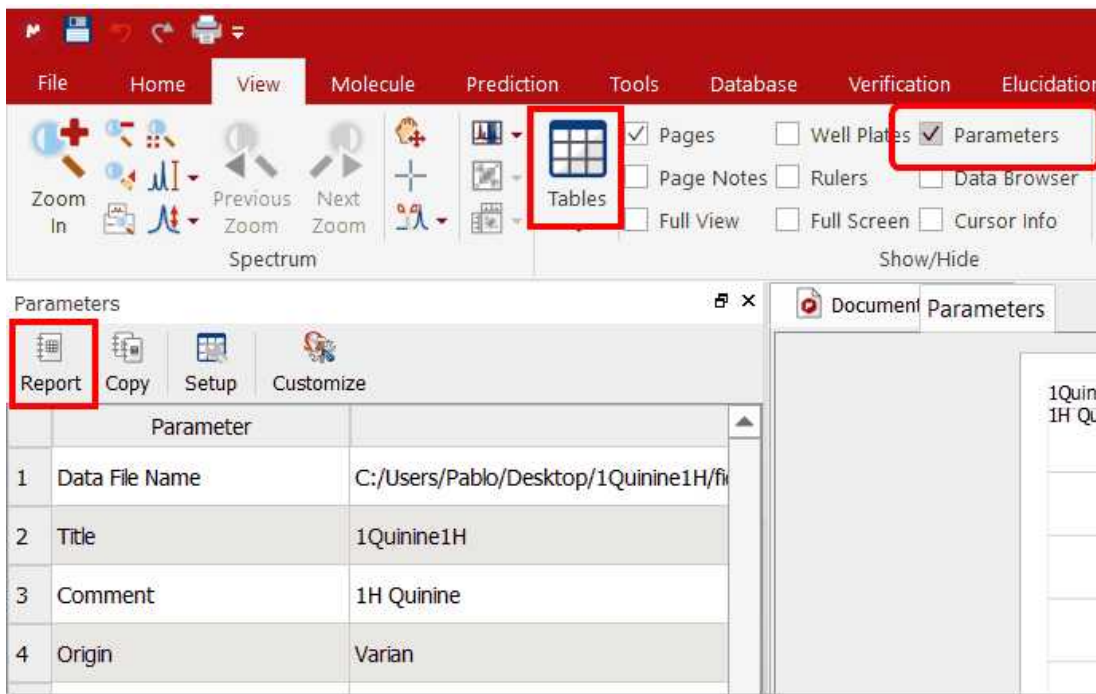 File Home View Molecule Prediction Tools Database Verification Elucidation
Zoom In
Previous Zoom
Next Zoom
Tables
Pages Well Plates Parameters
Page Notes Rulers Data Browser
Full View Full Screen Cursor Info
Spectrum Show/Hide
Parameters
Document Parameters
Report Copy Setup Customize
1Quin
1H Qu
Parameter
1 Data File Name C:/Users/Pablo/Desktop/1Quinine1H/fi
2 Title 1Quinine1H
3 Comment 1H Quinine
4 Origin Varian